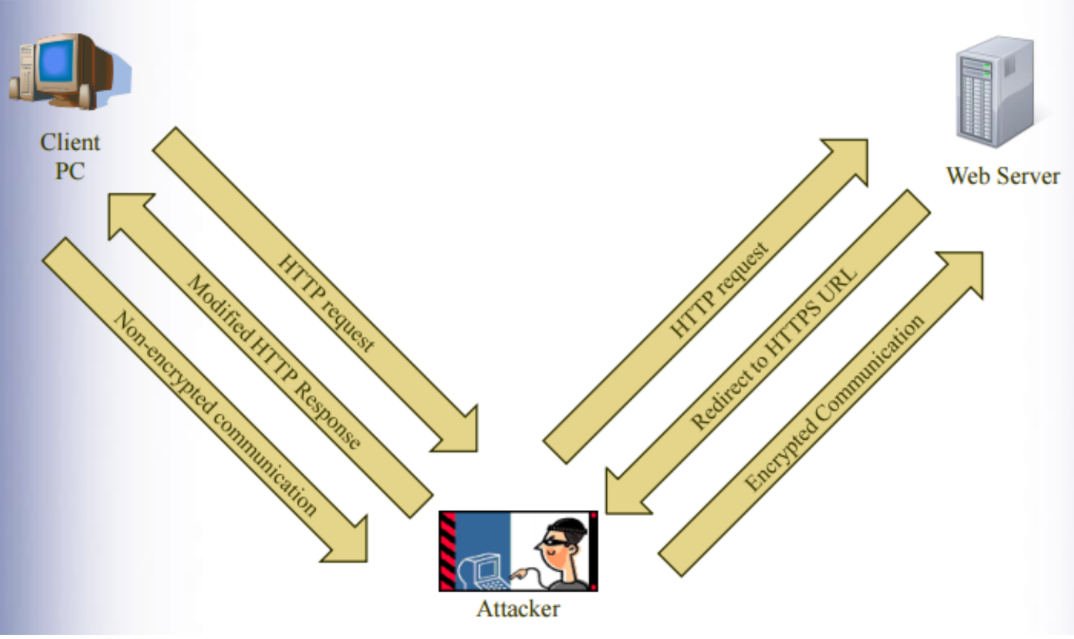 Client
PC
Web Server
HTTP request
Modified HTTP Response
Non-encrypted communication
HTTP request
Redirect to HTTPS URL
Encrypted Communication
Attacker